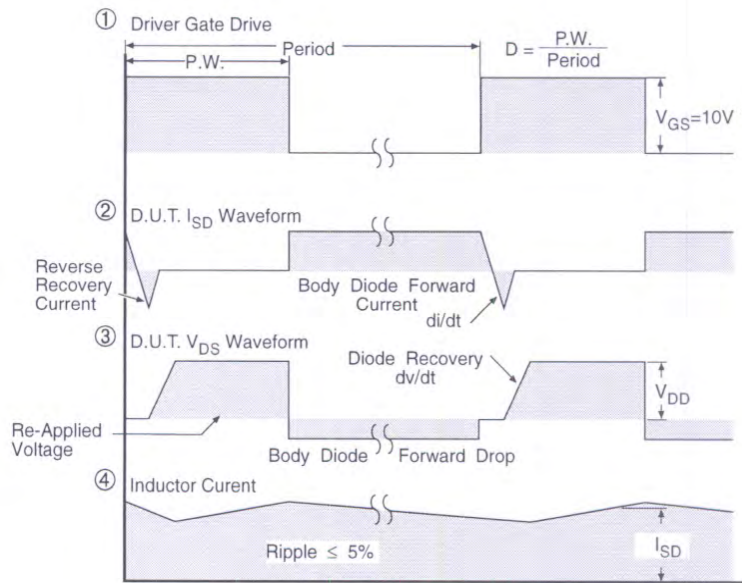 ① Driver Gate Drive
Period
P.W.
D = P.W. / Period
V_GS=10V
② D.U.T. I_SD Waveform
Reverse
Recovery
Current
Body Diode Forward
Current
di/dt
③ D.U.T. V_DS Waveform
Diode Recovery
dv/dt
V_DD
Re-Applied
Voltage
Body Diode Forward Drop
④ Inductor Curent
Ripple ≤ 5%
I_SD